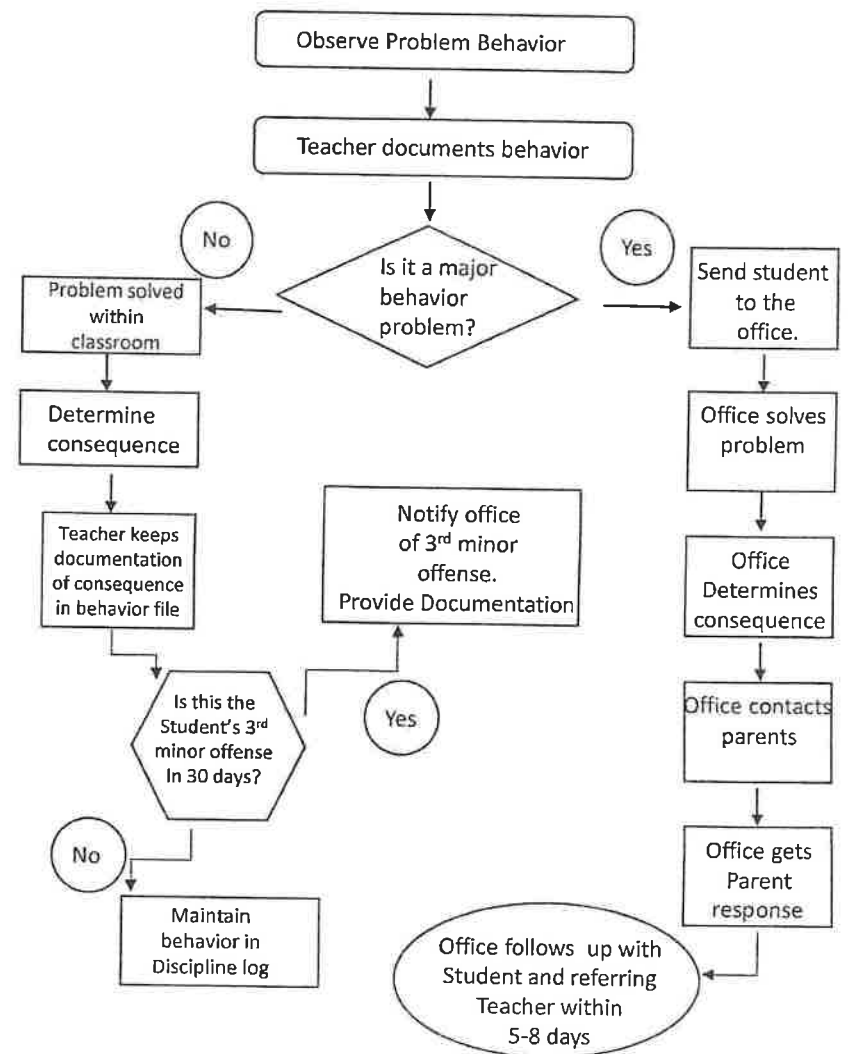 Observe Problem Behavior
Teacher documents behavior
Is it a major
behavior
problem?
No
Problem solved
within
classroom
Determine
consequence
Teacher keeps
documentation
of consequence
in behavior file
Is this the
Student's 3rd
minor offense
In 30 days?
Yes
Notify office
of 3rd minor
offense.
Provide Documentation
No
Maintain
behavior in
Discipline log
Yes
Send student
to the
office.
Office solves
problem
Office
Determines
consequence
Office contacts
parents
Office gets
Parent
response
Office follows up with
Student and referring
Teacher within
5-8 days